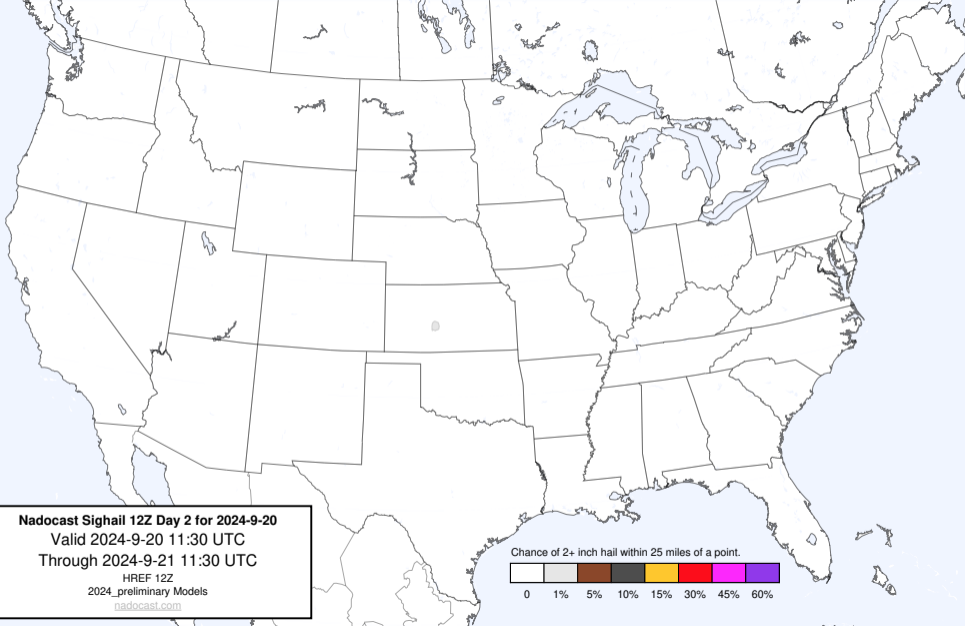 Nadocast Sighail 12Z Day 2 for 2024-9-20
Valid 2024-9-20 11:30 UTC
Through 2024-9-21 11:30 UTC
HREF 12Z
2024_preliminary Models
nadocast.com
Chance of 2+ inch hail within 25 miles of a point.
0 1% 5% 10% 15% 30% 45% 60%